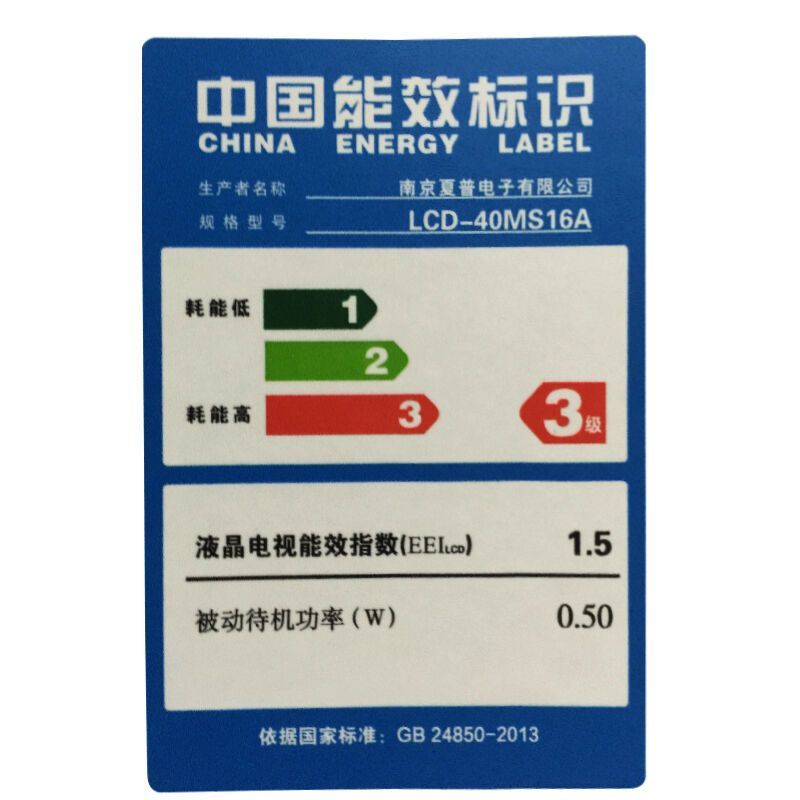 中国能效标识
CHINA ENERGY LABEL
生产者名称 南京夏普电子有限公司
规格型号 LCD-40MS16A
耗能低 1
2
耗能高 3 3级
液晶电视能效指数(EEILCD) 1.5
被动待机功率(W) 0.50
依据国家标准: GB 24850-2013